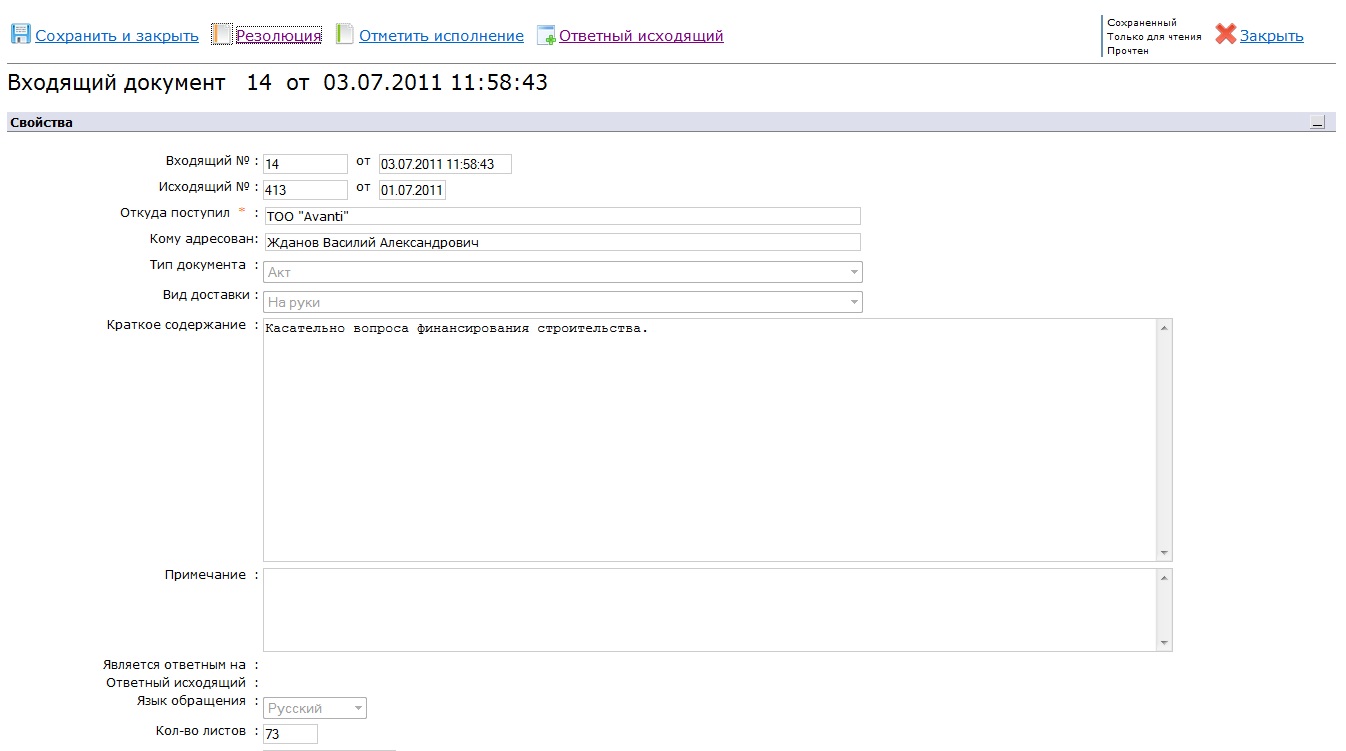 Сохранить и закрыть Резолюция Отметить исполнение Ответный исходящий
Сохраненный
Только для чтения
Прочтен
Закрыть
Входящий документ 14 от 03.07.2011 11:58:43
Свойства
Входящий № : 14 от 03.07.2011 11:58:43
Исходящий № : 413 от 01.07.2011
Откуда поступил * : ТОО "Avanti"
Кому адресован: Жданов Василий Александрович
Тип документа : Акт
Вид доставки : На руки
Краткое содержание : Касательно вопроса финансирования строительства.
Примечание :
Является ответным на :
Ответный исходящий :
Язык обращения : Русский
Кол-во листов : 73